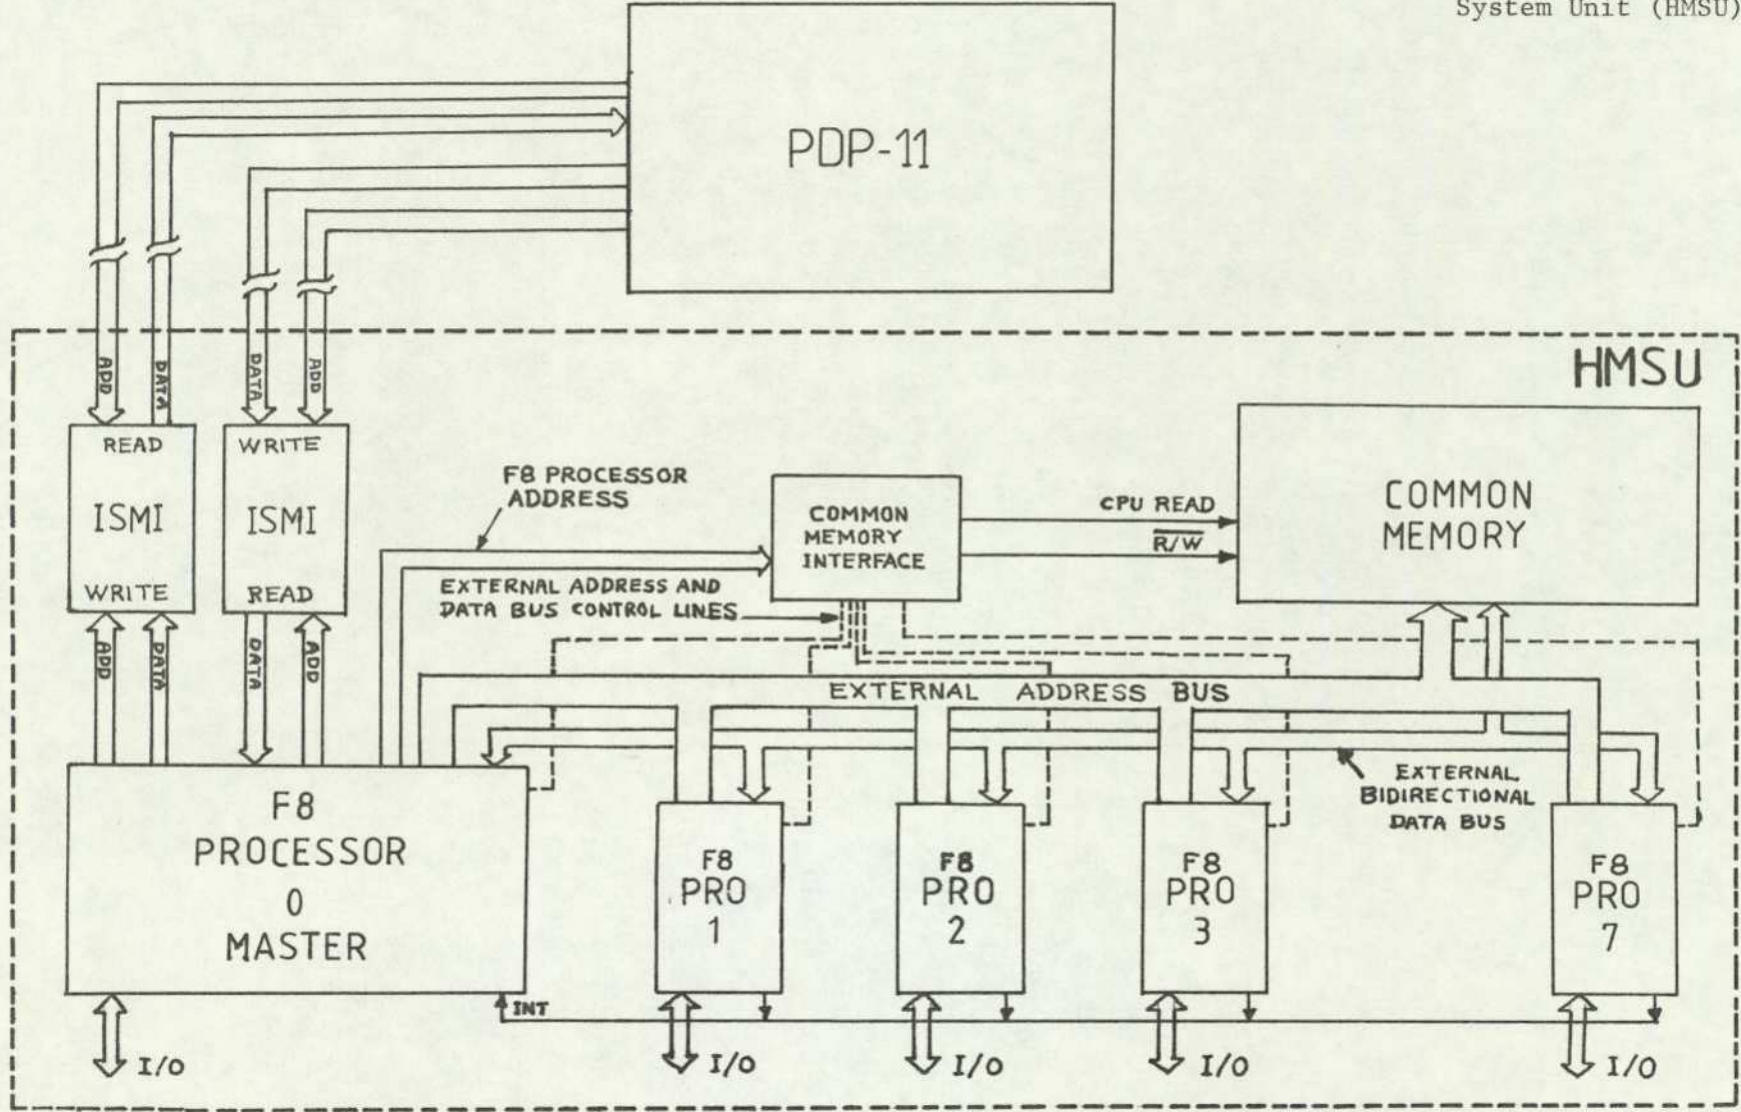 System Unit (HMSU)
PDP-11
HMSU
ADD
DATA
DATA
ADD
READ
ISMI
WRITE
WRITE
ISMI
READ
F8 PROCESSOR
ADDRESS
COMMON
MEMORY
INTERFACE
CPU READ
R/W
COMMON
MEMORY
EXTERNAL ADDRESS AND
DATA BUS CONTROL LINES
ADD
DATA
DATA
ADD
EXTERNAL ADDRESS BUS
EXTERNAL
BIDIRECTIONAL
DATA BUS
F8
PROCESSOR
0
MASTER
F8
PRO
1
F8
PRO
2
F8
PRO
3
F8
PRO
7
INT
I/O
I/O
I/O
I/O
I/O